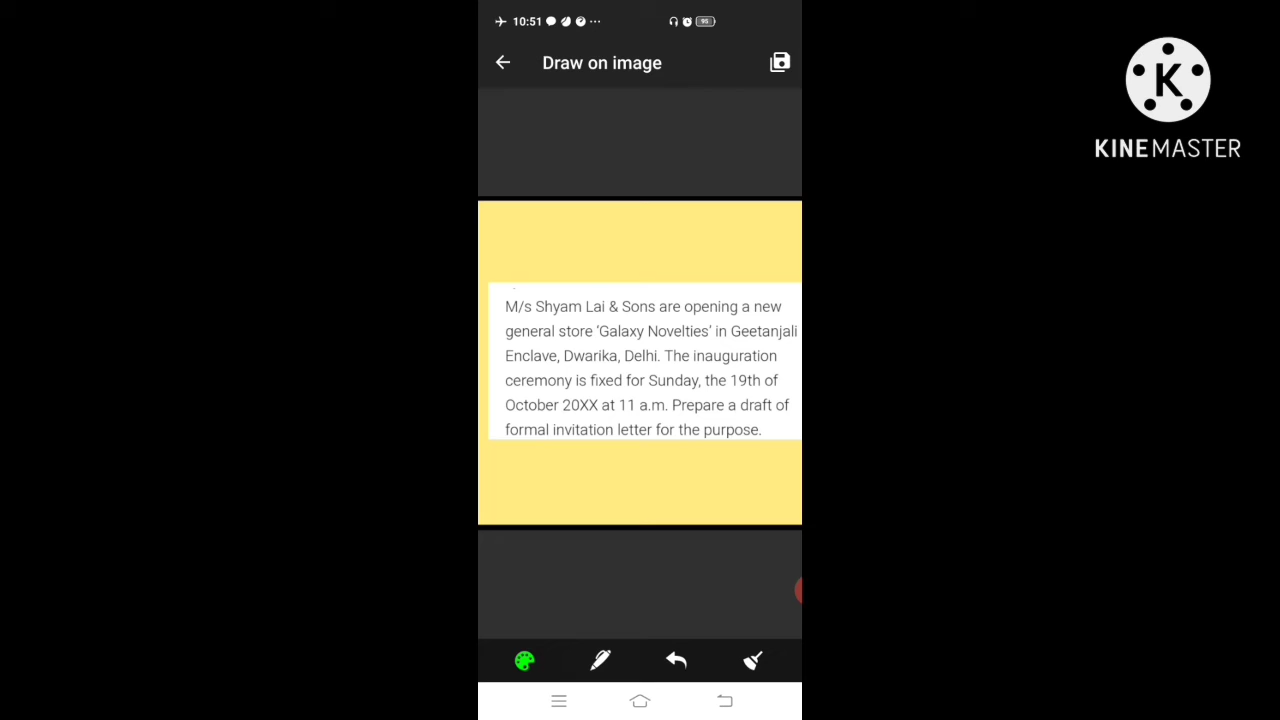 10:51
95
Draw on image
K
KINEMASTER
M/s Shyam Lai & Sons are opening a new
general store ‘Galaxy Novelties’ in Geetanjali
Enclave, Dwarika, Delhi. The inauguration
ceremony is fixed for Sunday, the 19th of
October 20XX at 11 a.m. Prepare a draft of
formal invitation letter for the purpose.